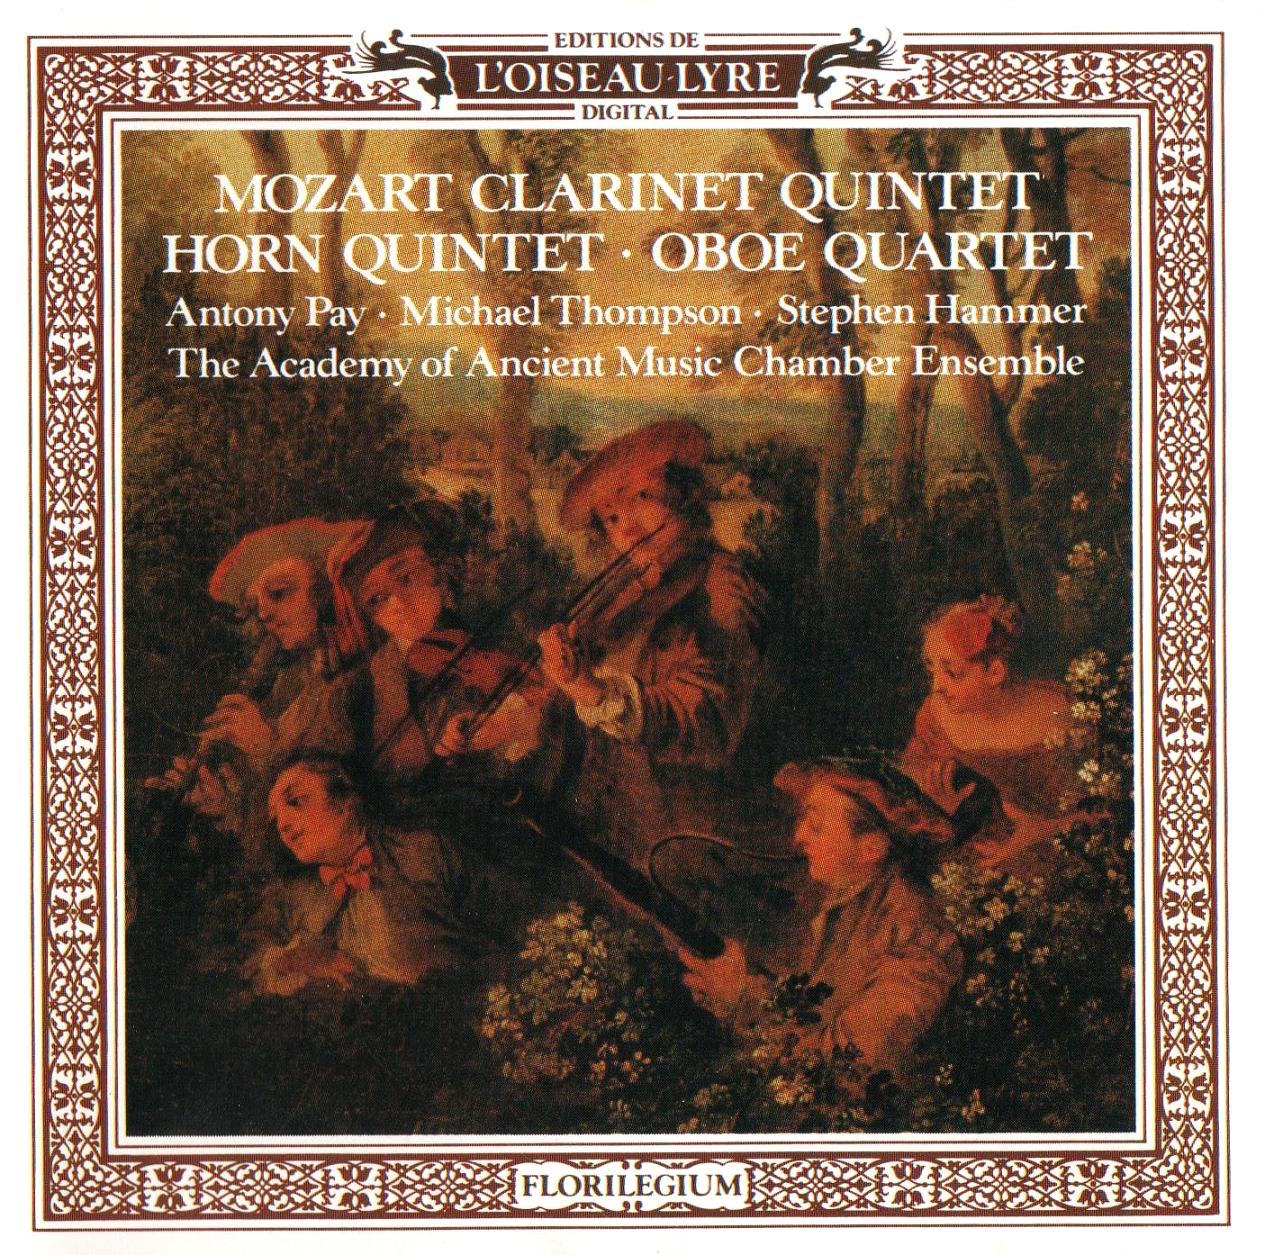 EDITIONS DE
L'OISEAU-LYRE
DIGITAL
MOZART CLARINET QUINTET
HORN QUINTET · OBOE QUARTET
Antony Pay · Michael Thompson · Stephen Hammer
The Academy of Ancient Music Chamber Ensemble
FLORILEGIUM